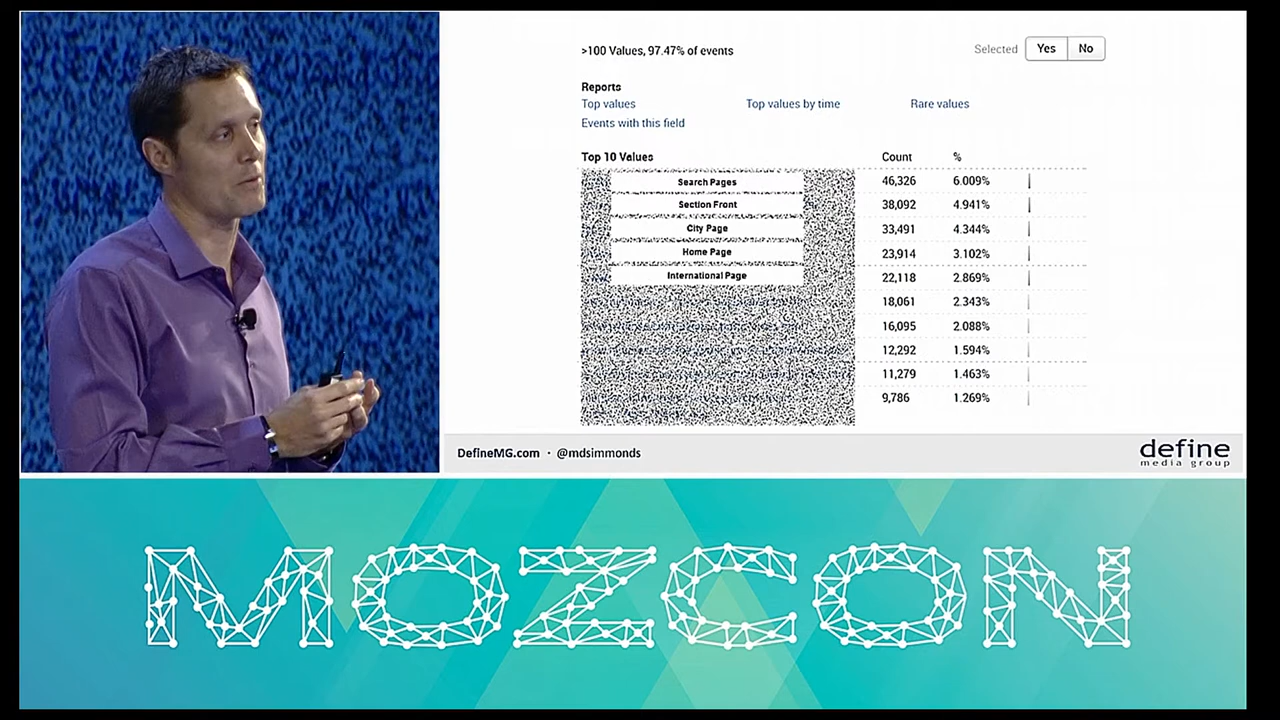 >100 Values, 97.47% of events
Selected Yes No
Reports
Top values Top values by time Rare values
Events with this field
Top 10 Values Count %
Search Pages 46,326 6.009%
Section Front 38,092 4.941%
City Page 33,491 4.344%
Home Page 23,914 3.102%
International Page 22,118 2.869%
18,061 2.343%
16,095 2.088%
12,292 1.594%
11,279 1.463%
9,786 1.269%
DefineMG.com · @mdsimmonds
define
media group
MOZCON